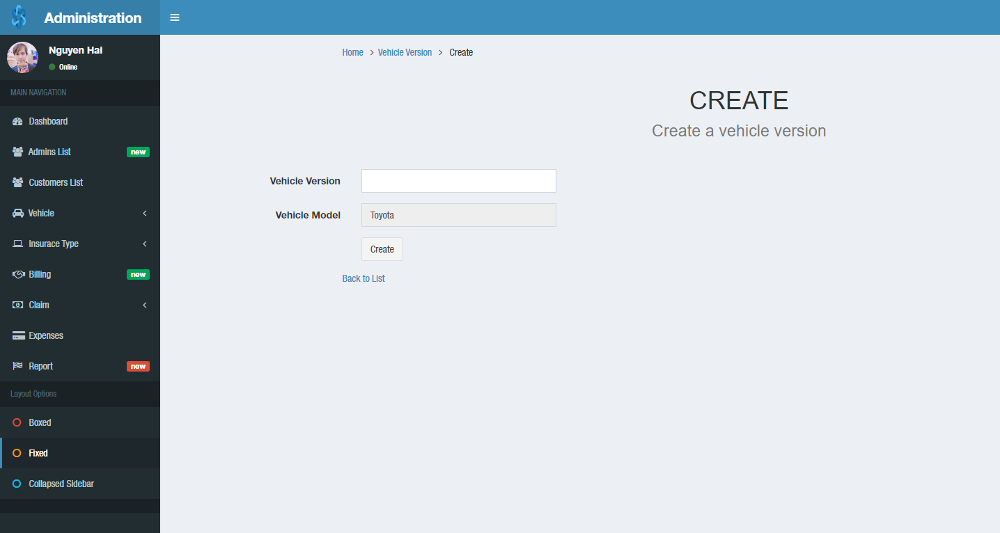 Administration
Nguyen Hal
Online
MAIN NAVIGATION
Dashboard
Admins List new
Customers List
Vehicle
Insurace Type
Billing new
Claim
Expenses
Report new
Layout Options
Boxed
Fixed
Collapsed Sidebar
Home > Vehicle Version > Create
CREATE
Create a vehicle version
Vehicle Version
Vehicle Model Toyota
Create
Back to List